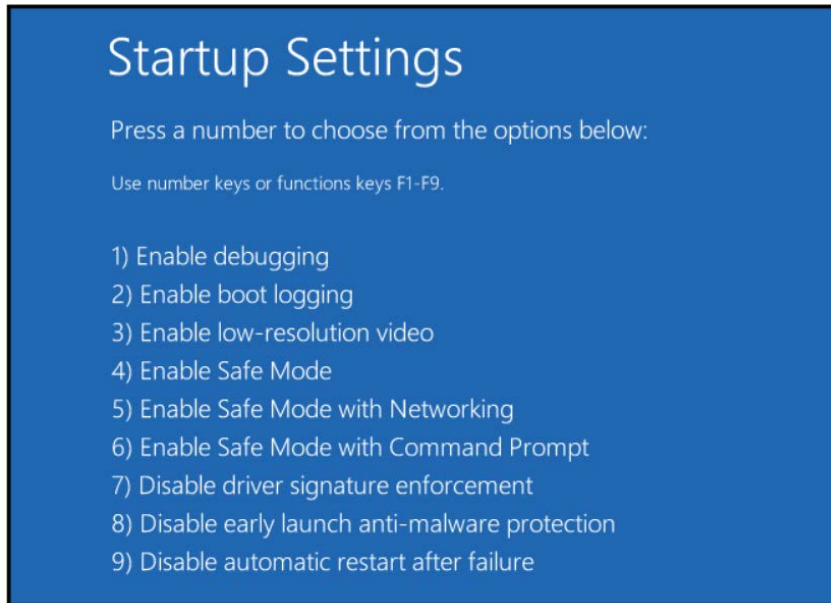 Startup Settings
Press a number to choose from the options below:
Use number keys or functions keys F1-F9.
1) Enable debugging
2) Enable boot logging
3) Enable low-resolution video
4) Enable Safe Mode
5) Enable Safe Mode with Networking
6) Enable Safe Mode with Command Prompt
7) Disable driver signature enforcement
8) Disable early launch anti-malware protection
9) Disable automatic restart after failure